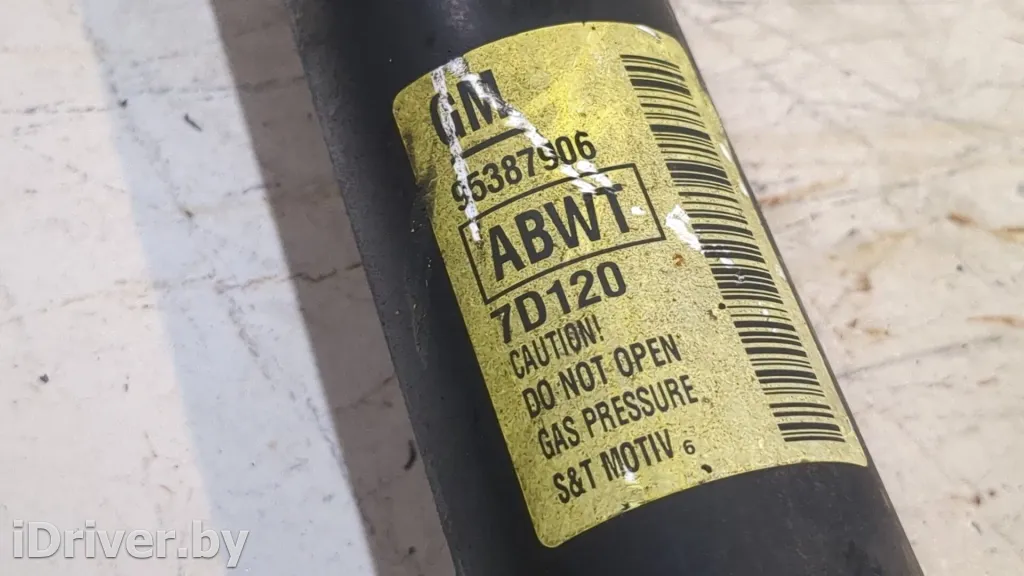 GM
95387906
ABWT
7D120
CAUTION!
DO NOT OPEN
GAS PRESSURE
S&T MOTIV 6
iDriver.by